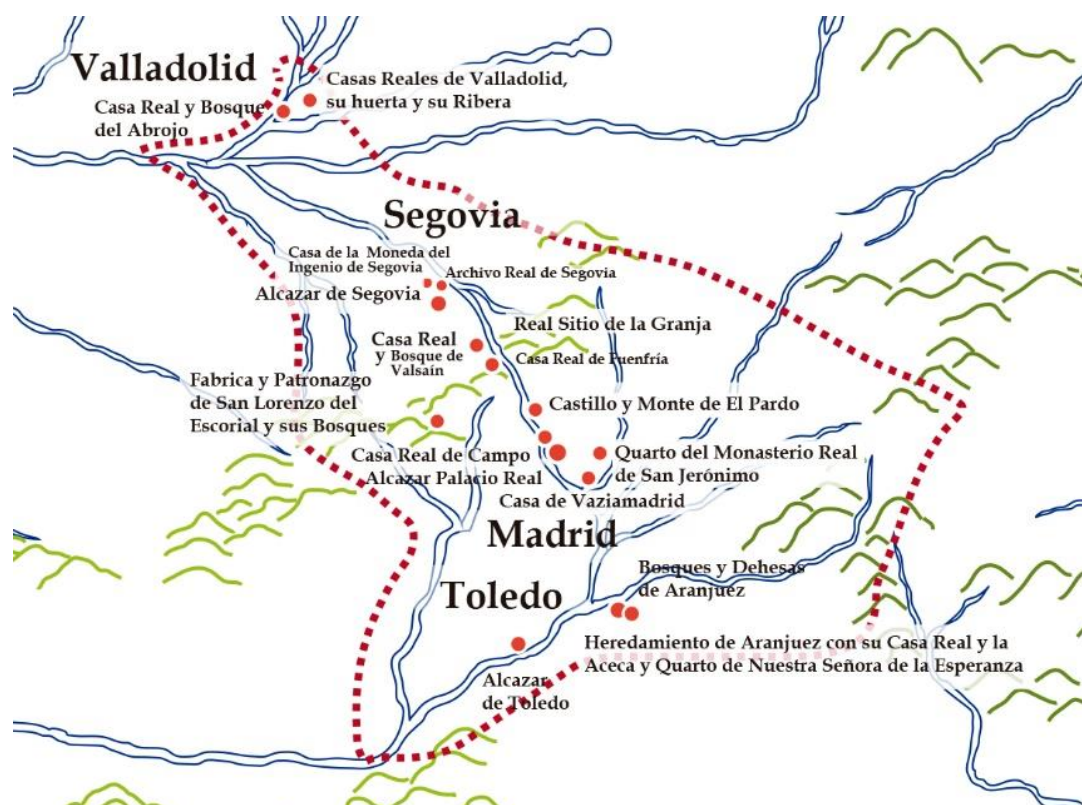 Valladolid
Casas Reales de Valladolid,
su huerta y su Ribera
Casa Real y Bosque
del Abrojo
Segovia
Casa de la Moneda del
Ingenio de Segovia
Archivo Real de Segovia
Alcazar de Segovia
Real Sitio de la Granja
Casa Real
y Bosque de
Valsaín
Casa Real de Fuenfría
Fabrica y Patronazgo
de San Lorenzo del
Escorial y sus Bosques
Castillo y Monte de El Pardo
Casa Real de Campo
Alcazar Palacio Real
Quarto del Monasterio Real
de San Jerónimo
Casa de Vaziamadrid
Madrid
Toledo
Bosques y Dehesas
de Aranjuez
Heredamiento de Aranjuez con su Casa Real y la
Aceca y Quarto de Nuestra Señora de la Esperanza
Alcazar
de Toledo